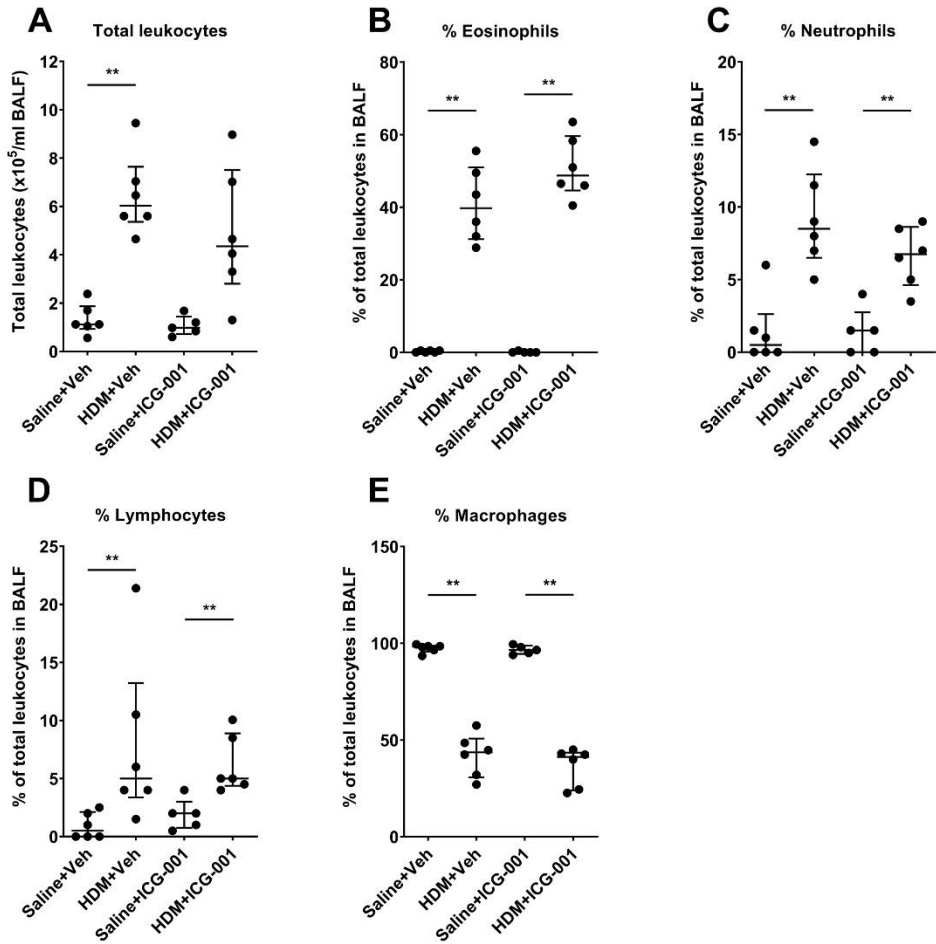 A
Total leukocytes
Total leukocytes (x10⁵/ml BALF)
12
10
8
6
4
2
0
**
Saline+Veh
HDM+Veh
Saline+ICG-001
HDM+ICG-001
B
% Eosinophils
% of total leukocytes in BALF
80
60
40
20
0
**
**
Saline+Veh
HDM+Veh
Saline+ICG-001
HDM+ICG-001
C
% Neutrophils
% of total leukocytes in BALF
20
15
10
5
0
**
**
Saline+Veh
HDM+Veh
Saline+ICG-001
HDM+ICG-001
D
% Lymphocytes
% of total leukocytes in BALF
25
20
15
10
5
0
**
**
Saline+Veh
HDM+Veh
Saline+ICG-001
HDM+ICG-001
E
% Macrophages
% of total leukocytes in BALF
150
100
50
0
**
**
Saline+Veh
HDM+Veh
Saline+ICG-001
HDM+ICG-001